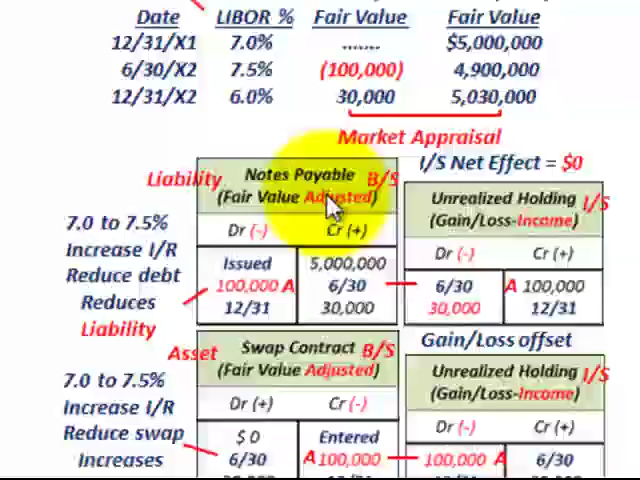 Date LIBOR % Fair Value Fair Value
12/31/X1 7.0% ....... $5,000,000
6/30/X2 7.5% (100,000) 4,900,000
12/31/X2 6.0% 30,000 5,030,000
Market Appraisal
I/S Net Effect = $0
Liability Notes Payable B/S
(Fair Value Adjusted)
Dr (-) Cr (+)
Issued 5,000,000
100,000 A 6/30
12/31 30,000
Unrealized Holding I/S
(Gain/Loss-Income)
Dr (-) Cr (+)
6/30 A 100,000
30,000 12/31
7.0 to 7.5%
Increase I/R
Reduce debt
Reduces
Liability
Gain/Loss offset
Asset Swap Contract B/S
(Fair Value Adjusted)
Dr (+) Cr (-)
$ 0 Entered
6/30 A 100,000
Unrealized Holding I/S
(Gain/Loss-Income)
Dr (-) Cr (+)
100,000 A 6/30
7.0 to 7.5%
Increase I/R
Reduce swap
Increases